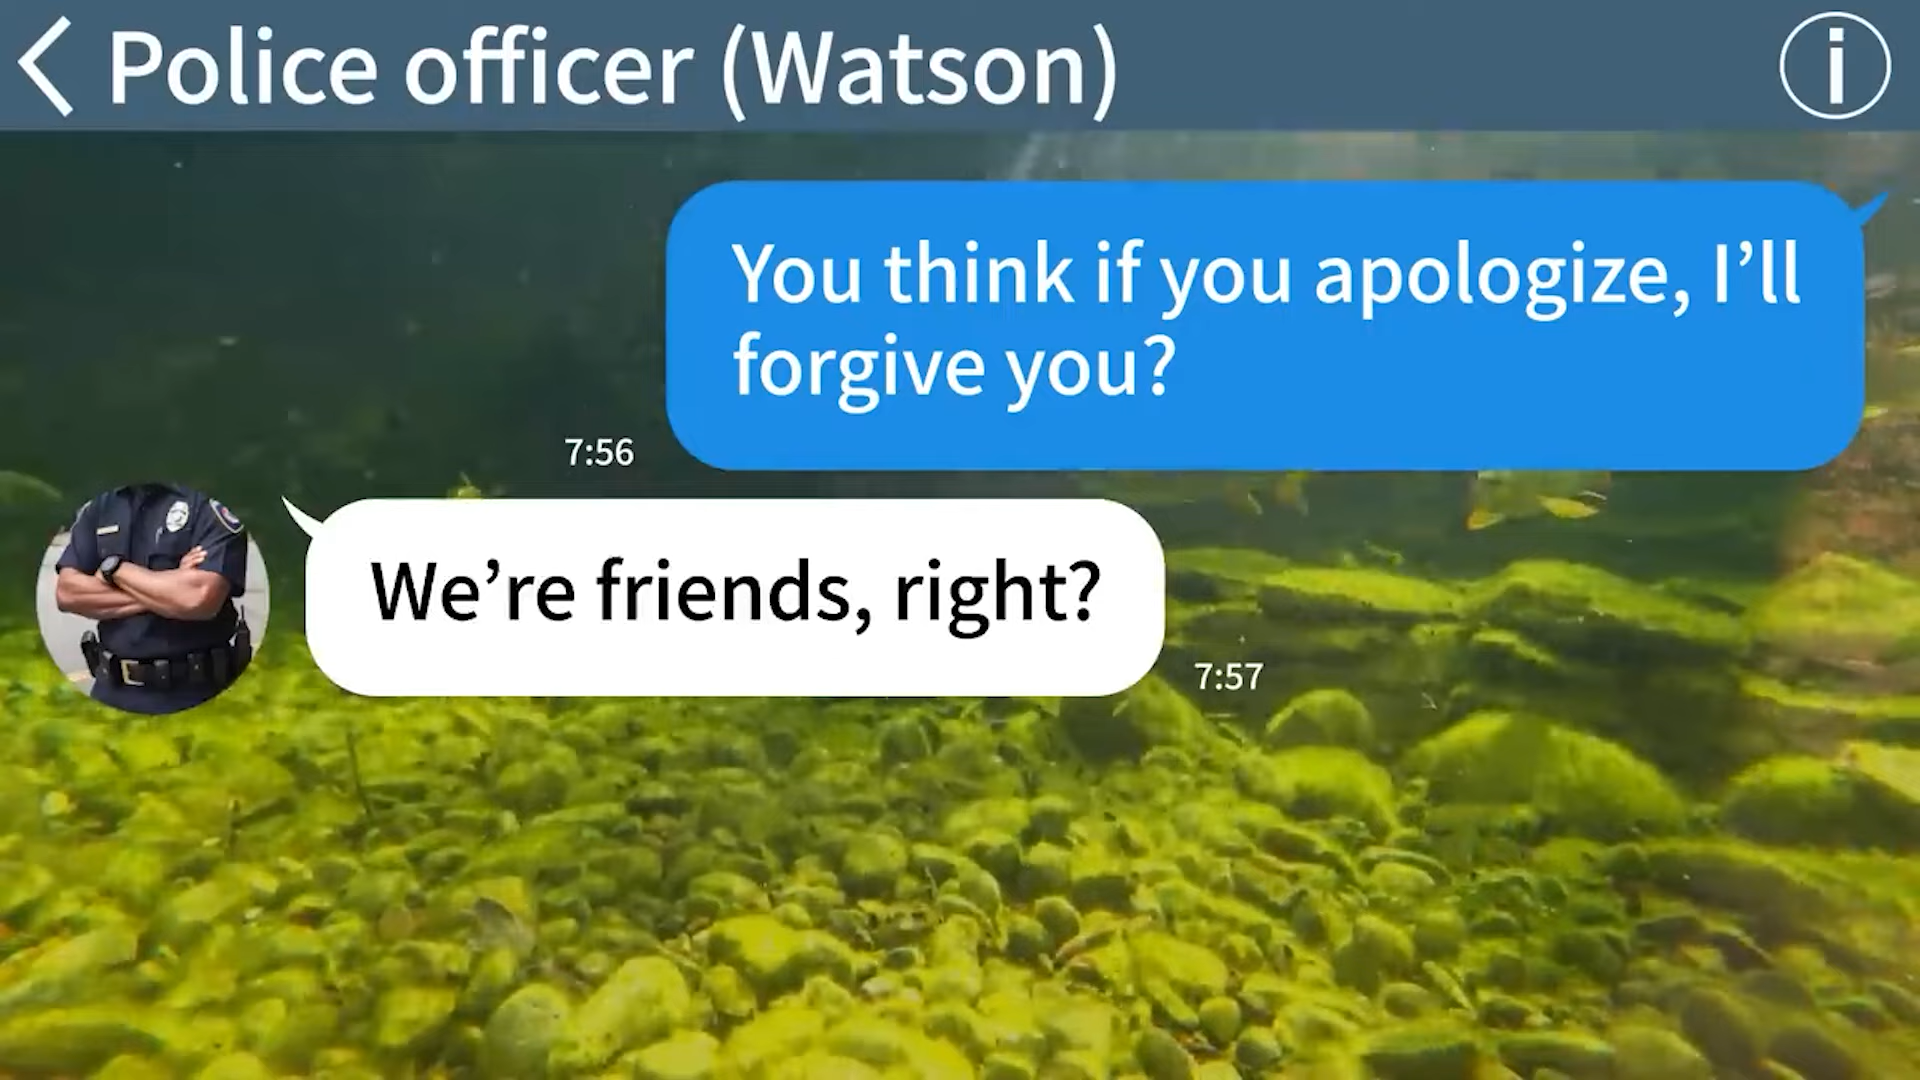 Police officer (Watson)
You think if you apologize, I’ll
forgive you?
7:56
We’re friends, right?
7:57